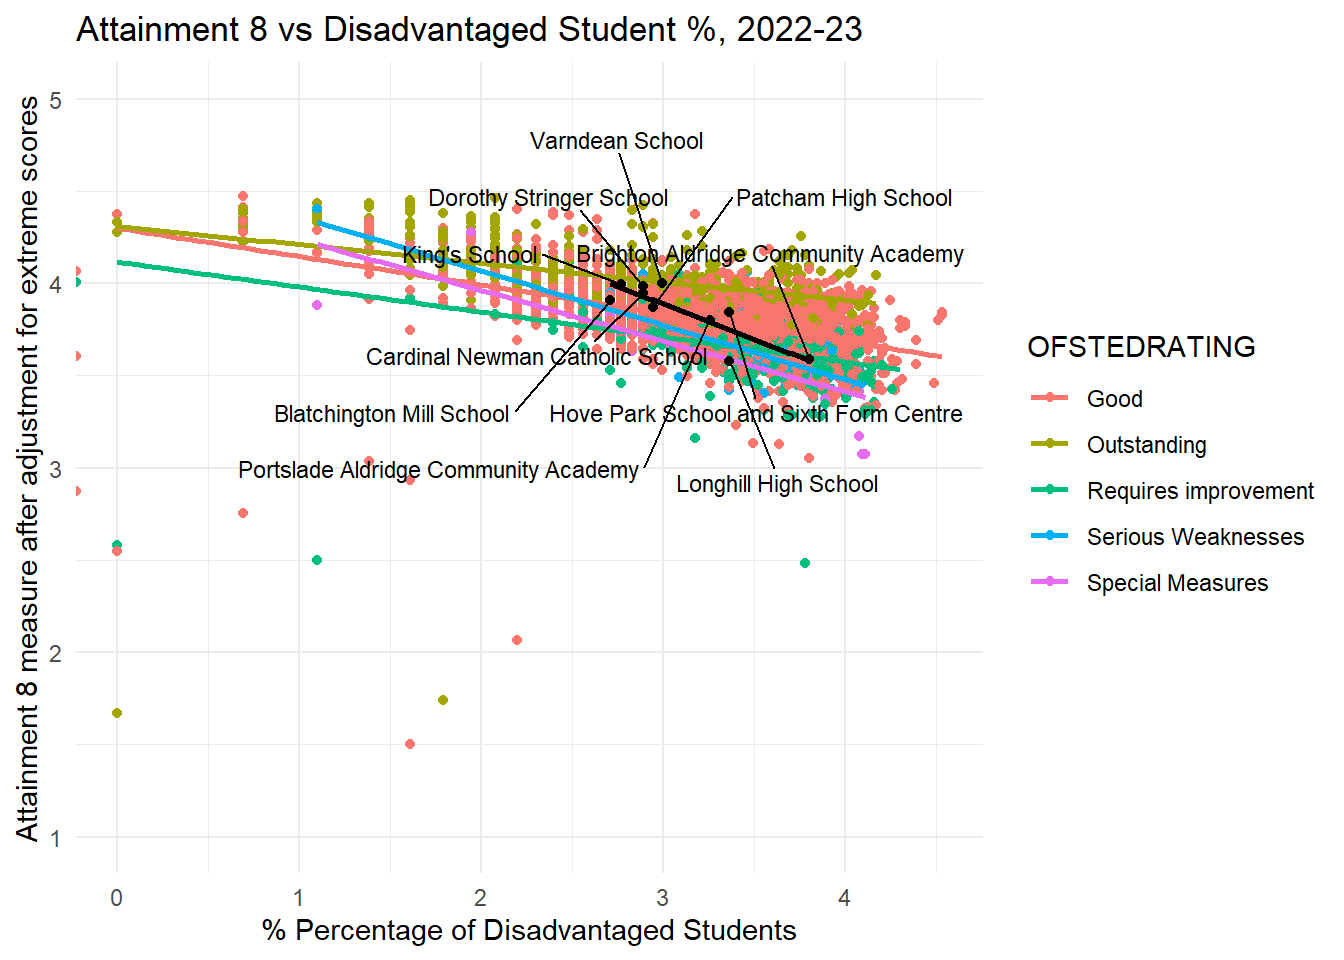 Attainment 8 vs Disadvantaged Student %, 2022-23
Attainment 8 measure after adjustment for extreme scores
5
4
3
2
1
Varndean School
Dorothy Stringer School
Patcham High School
King's School
Brighton Aldridge Community Academy
Cardinal Newman Catholic School
Blatchington Mill School
Hove Park School and Sixth Form Centre
Portslade Aldridge Community Academy
Longhill High School
0
1
2
3
4
% Percentage of Disadvantaged Students
OFSTEDRATING
Good
Outstanding
Requires improvement
Serious Weaknesses
Special Measures